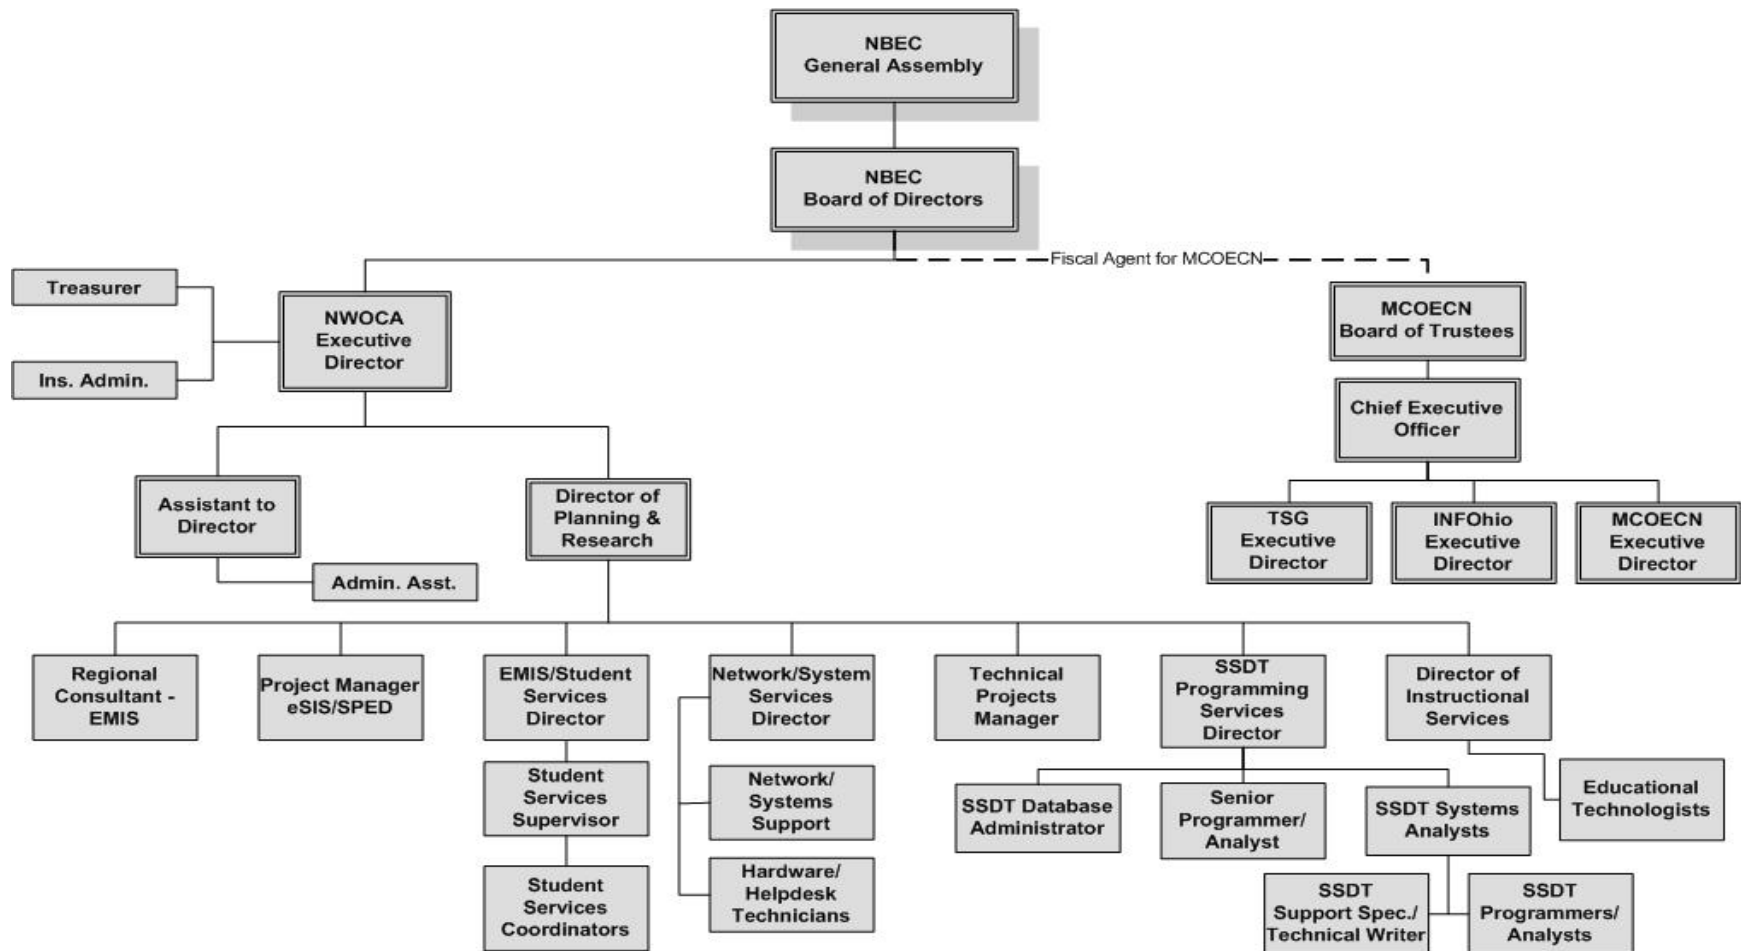 NBEC
General Assembly
NBEC
Board of Directors
Fiscal Agent for MCOECN
Treasurer
Ins. Admin.
NWOCA
Executive
Director
MCOECN
Board of Trustees
Chief Executive
Officer
Assistant to
Director
Admin. Asst.
Director of
Planning &
Research
TSG
Executive
Director
INFOhio
Executive
Director
MCOECN
Executive
Director
Regional
Consultant -
EMIS
Project Manager
eSIS/SPED
EMIS/Student
Services
Director
Network/System
Services
Director
Technical
Projects
Manager
SSDT
Programming
Services
Director
Director of
Instructional
Services
Student
Services
Supervisor
Network/
Systems
Support
SSDT Database
Administrator
Senior
Programmer/
Analyst
SSDT Systems
Analysts
Educational
Technologists
Student
Services
Coordinators
Hardware/
Helpdesk
Technicians
SSDT
Support Spec./
Technical Writer
SSDT
Programmers/
Analysts